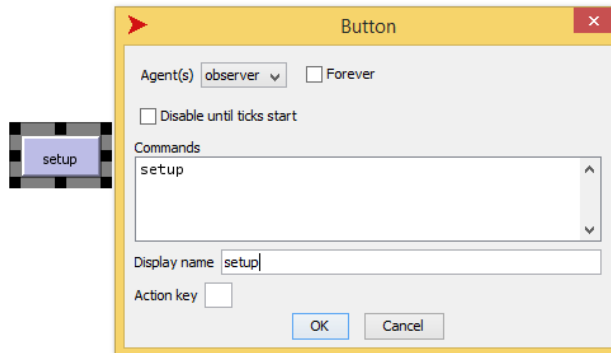 Button
Agent(s) observer Forever
Disable until ticks start
Commands
setup
setup
Display name setup
Action key
OK Cancel